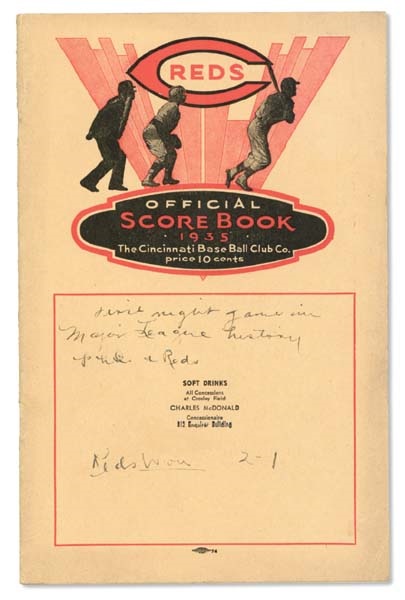 REDS
OFFICIAL
SCORE BOOK
1935
The Cincinnati Base Ball Club Co.
price 10 cents
First night game in
Major League history
Phils & Reds
SOFT DRINKS
All Concessions
at Crosley Field
CHARLES McDONALD
Concessionaire
812 Enquirer Building
Reds Won 2-1
74